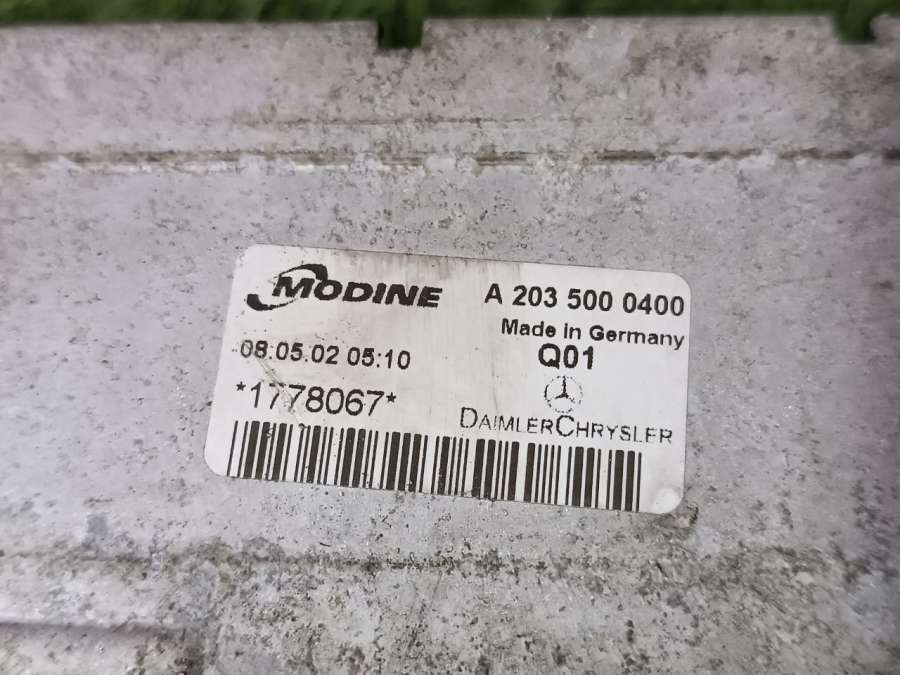 MODINE
A 203 500 0400
Made in Germany
08.05.02 05:10
Q01
*1778067*
DAIMLERCHRYSLER